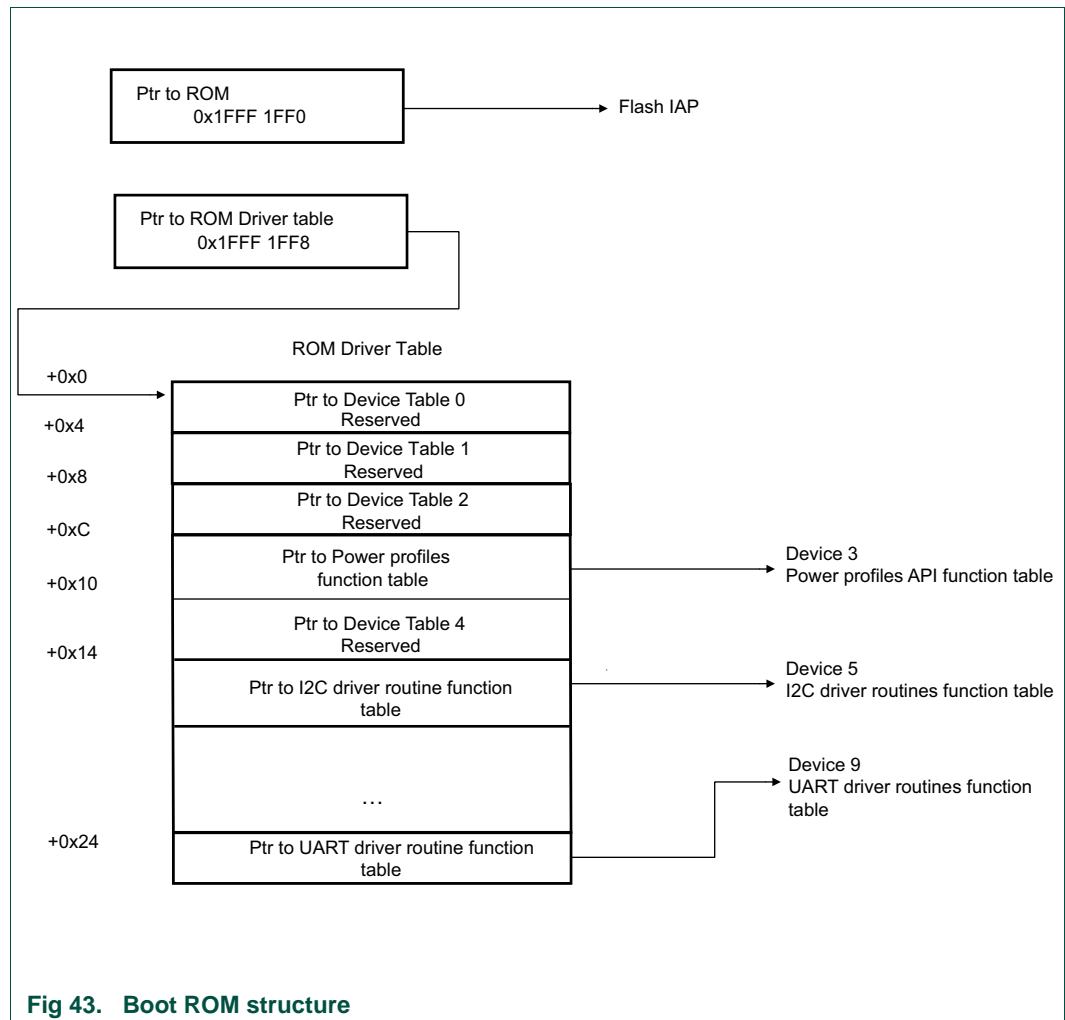 Ptr to ROM
0x1FFF 1FF0
Flash IAP
Ptr to ROM Driver table
0x1FFF 1FF8
ROM Driver Table
+0x0
Ptr to Device Table 0
Reserved
+0x4
Ptr to Device Table 1
Reserved
+0x8
Ptr to Device Table 2
Reserved
+0xC
Ptr to Power profiles
function table
Device 3
Power profiles API function table
+0x10
Ptr to Device Table 4
Reserved
+0x14
Ptr to I2C driver routine function
table
Device 5
I2C driver routines function table
…
Device 9
UART driver routines function
table
+0x24
Ptr to UART driver routine function
table
Fig 43. Boot ROM structure